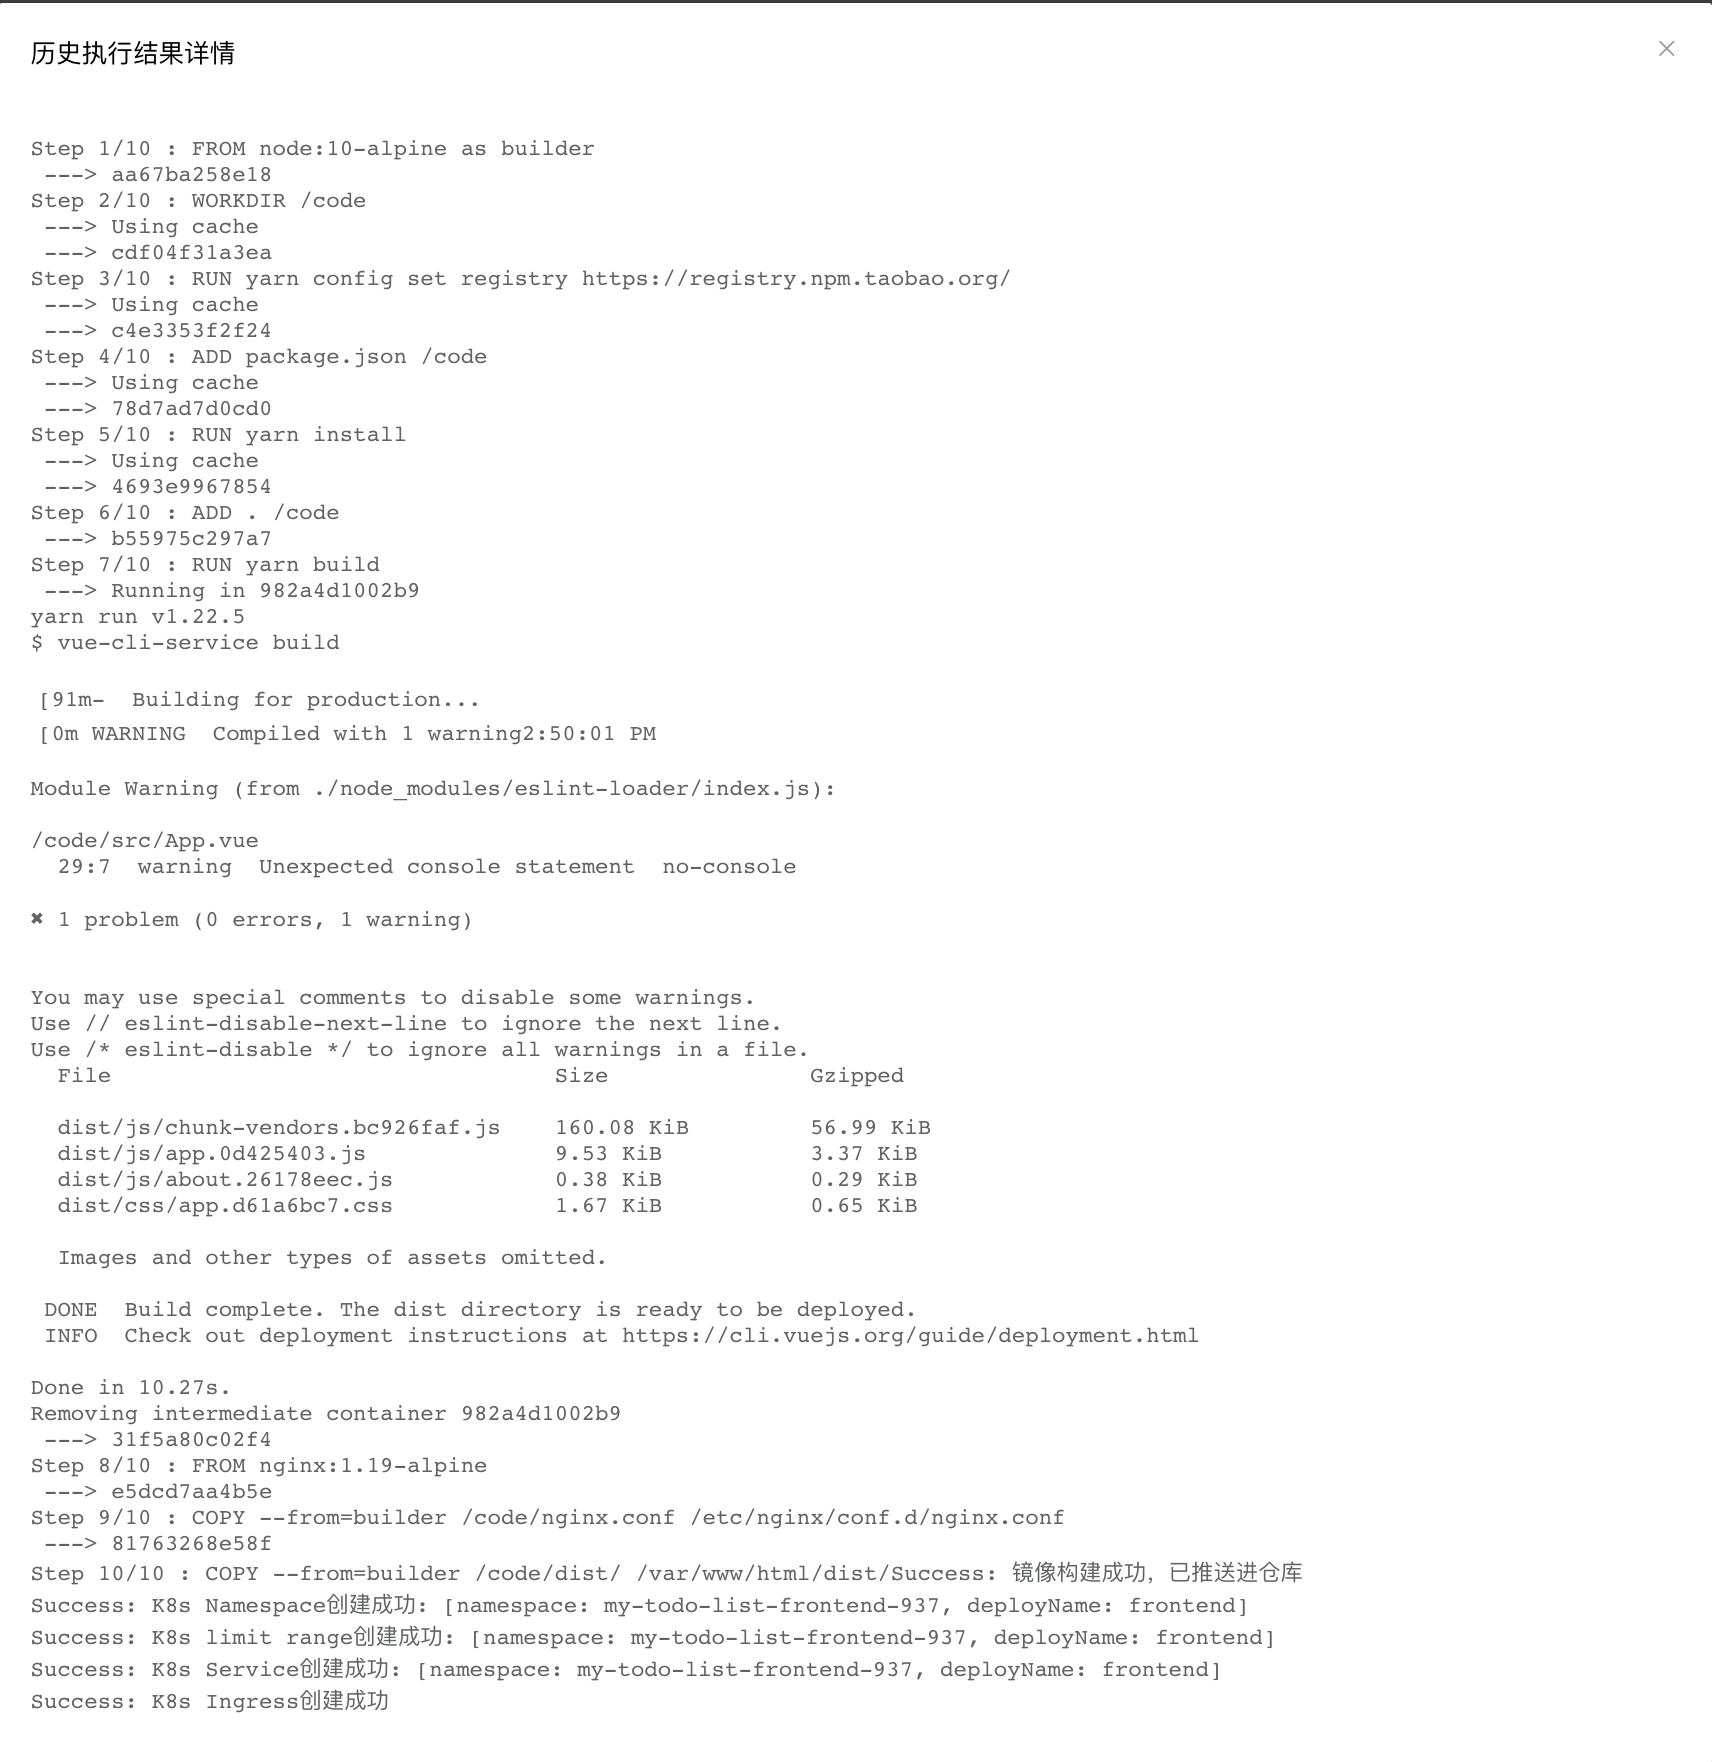 历史执行结果详情
Step 1/10 : FROM node:10-alpine as builder
 ---> aa67ba258e18
Step 2/10 : WORKDIR /code
 ---> Using cache
 ---> cdf04f31a3ea
Step 3/10 : RUN yarn config set registry https://registry.npm.taobao.org/
 ---> Using cache
 ---> c4e3353f2f24
Step 4/10 : ADD package.json /code
 ---> Using cache
 ---> 78d7ad7d0cd0
Step 5/10 : RUN yarn install
 ---> Using cache
 ---> 4693e9967854
Step 6/10 : ADD . /code
 ---> b55975c297a7
Step 7/10 : RUN yarn build
 ---> Running in 982a4d1002b9
yarn run v1.22.5
$ vue-cli-service build
[91m-  Building for production...
[0m WARNING  Compiled with 1 warning2:50:01 PM
Module Warning (from ./node_modules/eslint-loader/index.js):
/code/src/App.vue
  29:7  warning  Unexpected console statement  no-console
✖ 1 problem (0 errors, 1 warning)
You may use special comments to disable some warnings.
Use // eslint-disable-next-line to ignore the next line.
Use /* eslint-disable */ to ignore all warnings in a file.
  File                                 Size               Gzipped
  dist/js/chunk-vendors.bc926faf.js    160.08 KiB         56.99 KiB
  dist/js/app.0d425403.js              9.53 KiB           3.37 KiB
  dist/js/about.26178eec.js            0.38 KiB           0.29 KiB
  dist/css/app.d61a6bc7.css            1.67 KiB           0.65 KiB
  Images and other types of assets omitted.
 DONE  Build complete. The dist directory is ready to be deployed.
 INFO  Check out deployment instructions at https://cli.vuejs.org/guide/deployment.html
Done in 10.27s.
Removing intermediate container 982a4d1002b9
 ---> 31f5a80c02f4
Step 8/10 : FROM nginx:1.19-alpine
 ---> e5dcd7aa4b5e
Step 9/10 : COPY --from=builder /code/nginx.conf /etc/nginx/conf.d/nginx.conf
 ---> 81763268e58f
Step 10/10 : COPY --from=builder /code/dist/ /var/www/html/dist/Success: 镜像构建成功，已推送进仓库
Success: K8s Namespace创建成功: [namespace: my-todo-list-frontend-937, deployName: frontend]
Success: K8s limit range创建成功: [namespace: my-todo-list-frontend-937, deployName: frontend]
Success: K8s Service创建成功: [namespace: my-todo-list-frontend-937, deployName: frontend]
Success: K8s Ingress创建成功